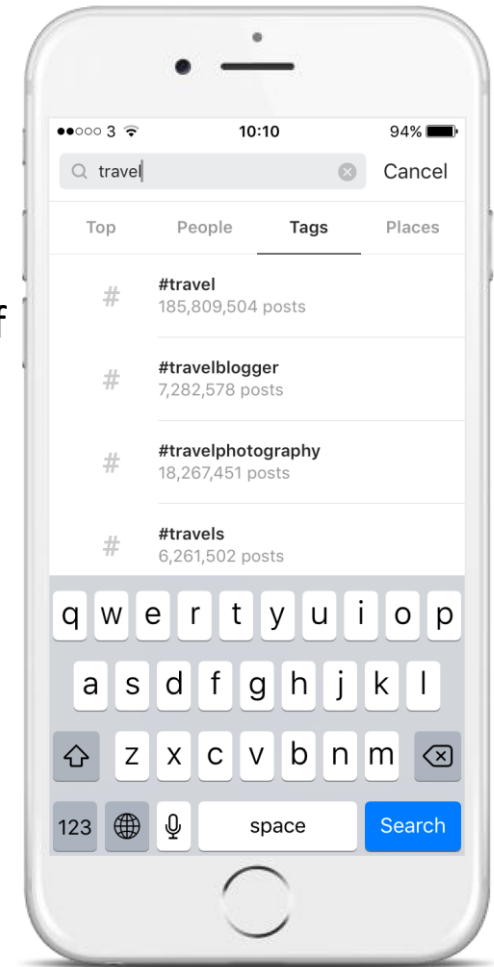 3 10:10 94%
travel Cancel
Top People Tags Places
# #travel
185,809,504 posts
# #travelblogger
7,282,578 posts
# #travelphotography
18,267,451 posts
# #travels
6,261,502 posts
f
q w e r t y u i o p
a s d f g h j k l
z x c v b n m
123 space Search